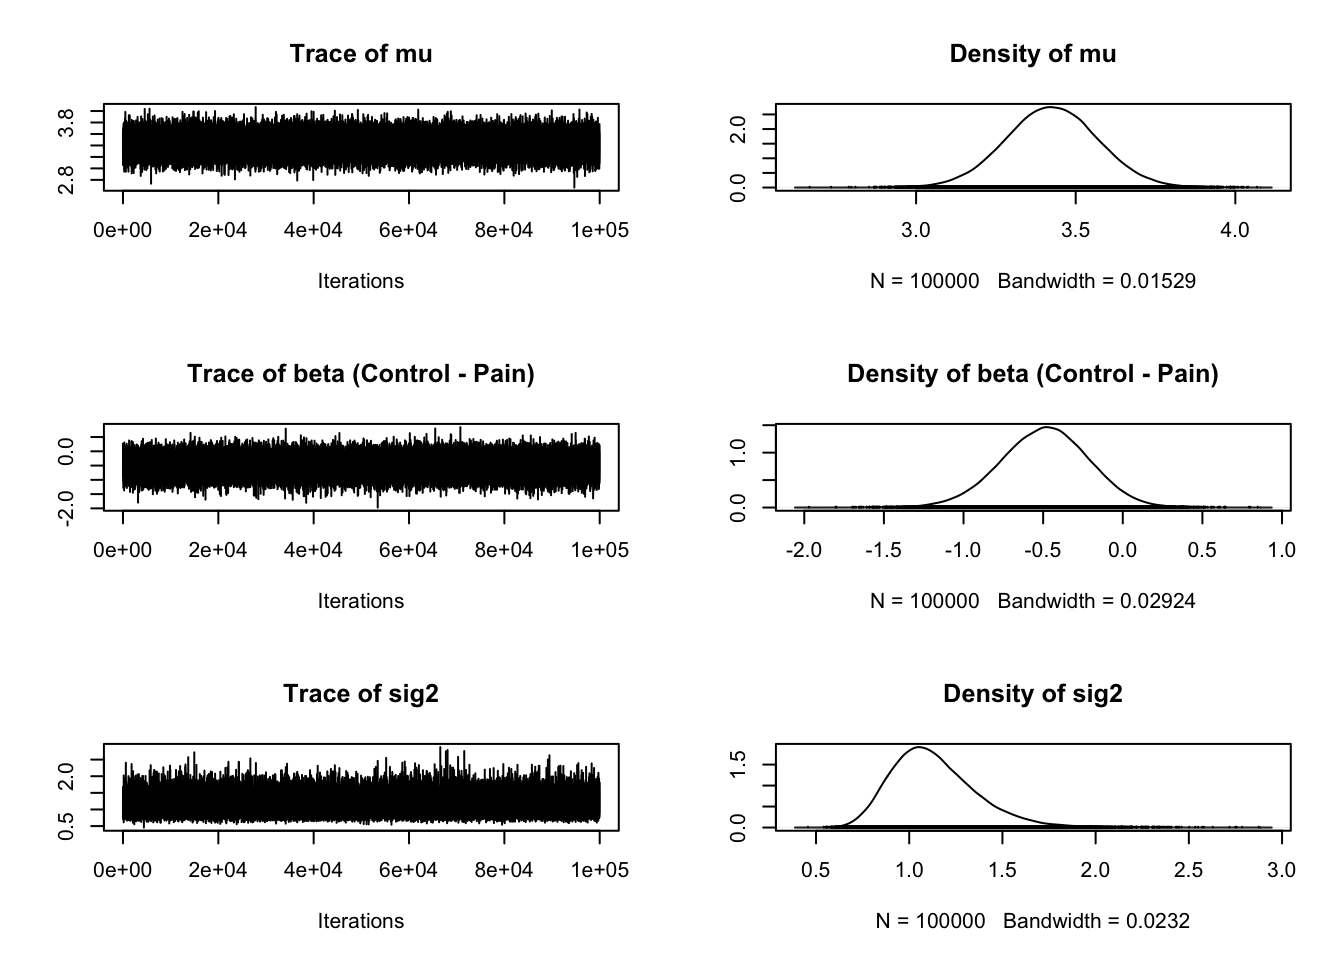 Trace of mu
3.8
2.8
0e+00 2e+04 4e+04 6e+04 8e+04 1e+05
Iterations
Density of mu
2.0
0.0
3.0 3.5 4.0
N = 100000 Bandwidth = 0.01529
Trace of beta (Control - Pain)
0.0
-2.0
0e+00 2e+04 4e+04 6e+04 8e+04 1e+05
Iterations
Density of beta (Control - Pain)
1.0
0.0
-2.0 -1.5 -1.0 -0.5 0.0 0.5 1.0
N = 100000 Bandwidth = 0.02924
Trace of sig2
2.0
0.5
0e+00 2e+04 4e+04 6e+04 8e+04 1e+05
Iterations
Density of sig2
1.5
0.0
0.5 1.0 1.5 2.0 2.5 3.0
N = 100000 Bandwidth = 0.0232